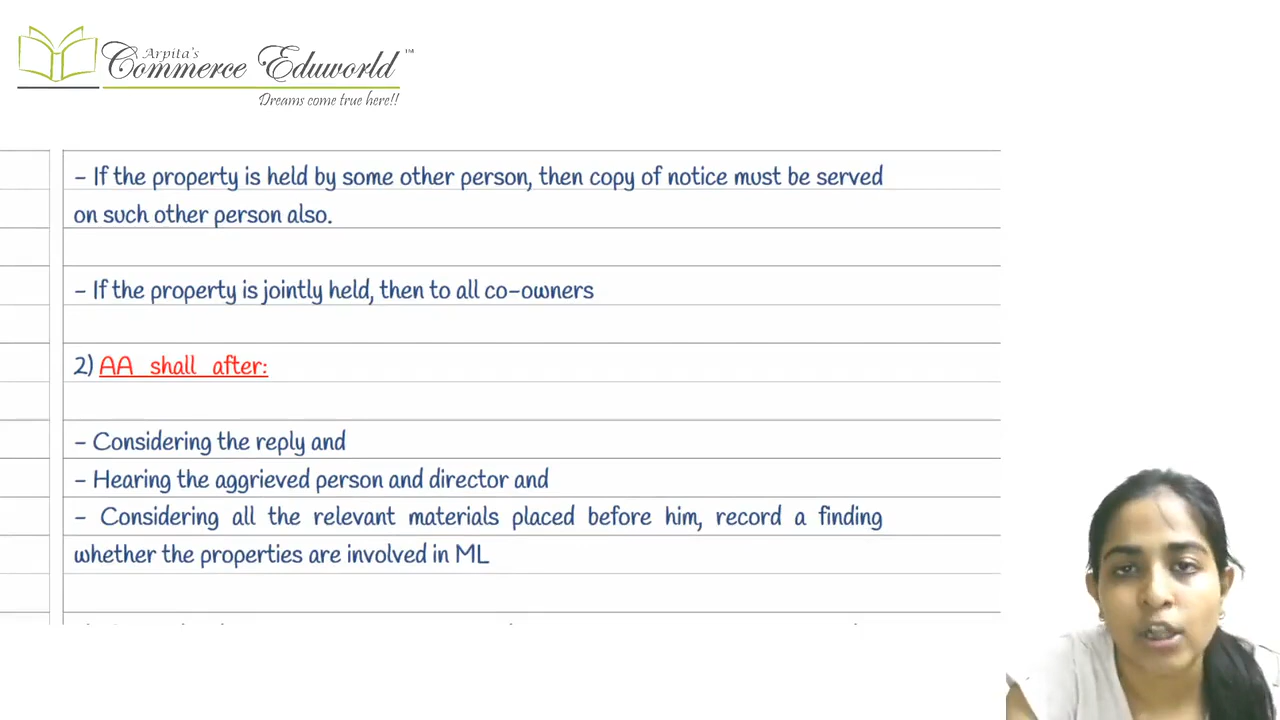 Arpita's
Commerce Eduworld™
Dreams come true here!!
- If the property is held by some other person, then copy of notice must be served
on such other person also.
- If the property is jointly held, then to all co-owners
2) AA shall after:
- Considering the reply and
- Hearing the aggrieved person and director and
- Considering all the relevant materials placed before him, record a finding
whether the properties are involved in ML